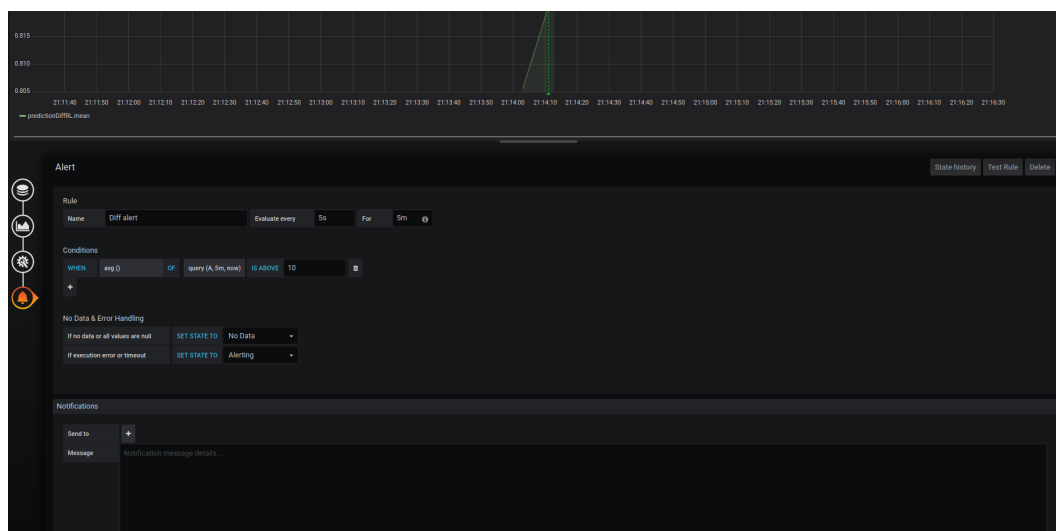 0.815
0.810
0.805
21:11:40 21:11:50 21:12:00 21:12:10 21:12:20 21:12:30 21:12:40 21:12:50 21:13:00 21:13:10 21:13:20 21:13:30 21:13:40 21:13:50 21:14:00 21:14:10 21:14:20 21:14:30 21:14:40 21:14:50 21:15:00 21:15:10 21:15:20 21:15:30 21:15:40 21:15:50 21:16:00 21:16:10 21:16:20 21:16:30
predictionDiffRL.mean
Alert State history Test Rule Delete
Rule
Name Diff alert Evaluate every 5s For 5m
Conditions
WHEN avg () OF query (A, 5m, now) IS ABOVE 10
+
No Data & Error Handling
If no data or all values are null SET STATE TO No Data
If execution error or timeout SET STATE TO Alerting
Notifications
Send to +
Message Notification message details...